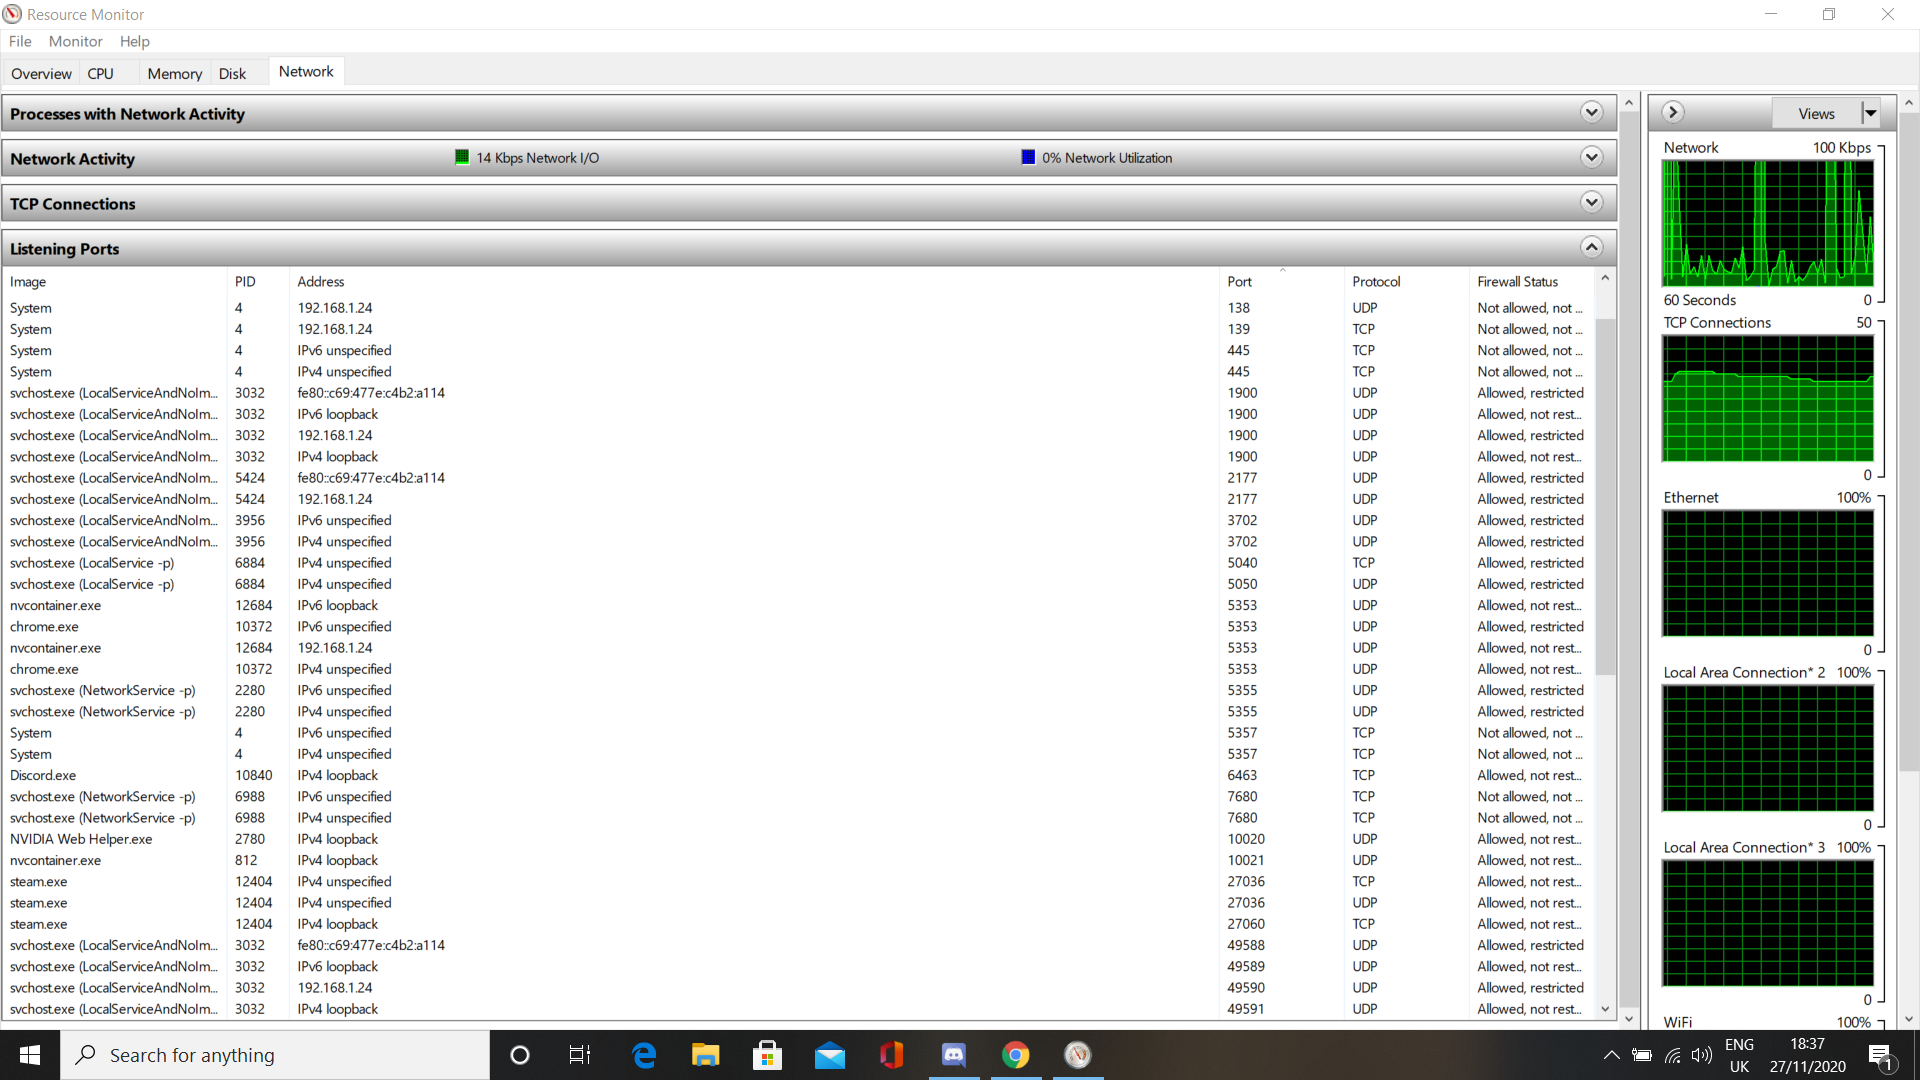 Resource Monitor
File Monitor Help
Overview CPU Memory Disk Network
Processes with Network Activity
Network Activity 14 Kbps Network I/O 0% Network Utilization
TCP Connections
Listening Ports
Image PID Address Port Protocol Firewall Status
System 4 192.168.1.24 138 UDP Not allowed, not ...
System 4 192.168.1.24 139 TCP Not allowed, not ...
System 4 IPv6 unspecified 445 TCP Not allowed, not ...
System 4 IPv4 unspecified 445 TCP Not allowed, not ...
svchost.exe (LocalServiceAndNoIm... 3032 fe80::c69:477e:c4b2:a114 1900 UDP Allowed, restricted
svchost.exe (LocalServiceAndNoIm... 3032 IPv6 loopback 1900 UDP Allowed, not rest...
svchost.exe (LocalServiceAndNoIm... 3032 192.168.1.24 1900 UDP Allowed, restricted
svchost.exe (LocalServiceAndNoIm... 3032 IPv4 loopback 1900 UDP Allowed, not rest...
svchost.exe (LocalServiceAndNoIm... 5424 fe80::c69:477e:c4b2:a114 2177 UDP Allowed, restricted
svchost.exe (LocalServiceAndNoIm... 5424 192.168.1.24 2177 UDP Allowed, restricted
svchost.exe (LocalServiceAndNoIm... 3956 IPv6 unspecified 3702 UDP Allowed, restricted
svchost.exe (LocalServiceAndNoIm... 3956 IPv4 unspecified 3702 UDP Allowed, restricted
svchost.exe (LocalService -p) 6884 IPv4 unspecified 5040 TCP Allowed, restricted
svchost.exe (LocalService -p) 6884 IPv4 unspecified 5050 UDP Allowed, restricted
nvcontainer.exe 12684 IPv6 loopback 5353 UDP Allowed, not rest...
chrome.exe 10372 IPv6 unspecified 5353 UDP Allowed, restricted
nvcontainer.exe 12684 192.168.1.24 5353 UDP Allowed, not rest...
chrome.exe 10372 IPv4 unspecified 5353 UDP Allowed, not rest...
svchost.exe (NetworkService -p) 2280 IPv6 unspecified 5355 UDP Allowed, restricted
svchost.exe (NetworkService -p) 2280 IPv4 unspecified 5355 UDP Allowed, restricted
System 4 IPv6 unspecified 5357 TCP Not allowed, not ...
System 4 IPv4 unspecified 5357 TCP Not allowed, not ...
Discord.exe 10840 IPv4 loopback 6463 TCP Allowed, not rest...
svchost.exe (NetworkService -p) 6988 IPv6 unspecified 7680 TCP Not allowed, not ...
svchost.exe (NetworkService -p) 6988 IPv4 unspecified 7680 TCP Not allowed, not ...
NVIDIA Web Helper.exe 2780 IPv4 loopback 10020 UDP Allowed, not rest...
nvcontainer.exe 812 IPv4 loopback 10021 UDP Allowed, not rest...
steam.exe 12404 IPv4 unspecified 27036 TCP Allowed, not rest...
steam.exe 12404 IPv4 unspecified 27036 UDP Allowed, not rest...
steam.exe 12404 IPv4 loopback 27060 TCP Allowed, not rest...
svchost.exe (LocalServiceAndNoIm... 3032 fe80::c69:477e:c4b2:a114 49588 UDP Allowed, restricted
svchost.exe (LocalServiceAndNoIm... 3032 IPv6 loopback 49589 UDP Allowed, not rest...
svchost.exe (LocalServiceAndNoIm... 3032 192.168.1.24 49590 UDP Allowed, restricted
svchost.exe (LocalServiceAndNoIm... 3032 IPv4 loopback 49591 UDP Allowed, not rest...
Views
Network 100 Kbps
60 Seconds 0
TCP Connections 50
0
Ethernet 100%
0
Local Area Connection* 2 100%
0
Local Area Connection* 3 100%
0
WiFi 100%
Search for anything
ENG
UK
18:37
27/11/2020
1